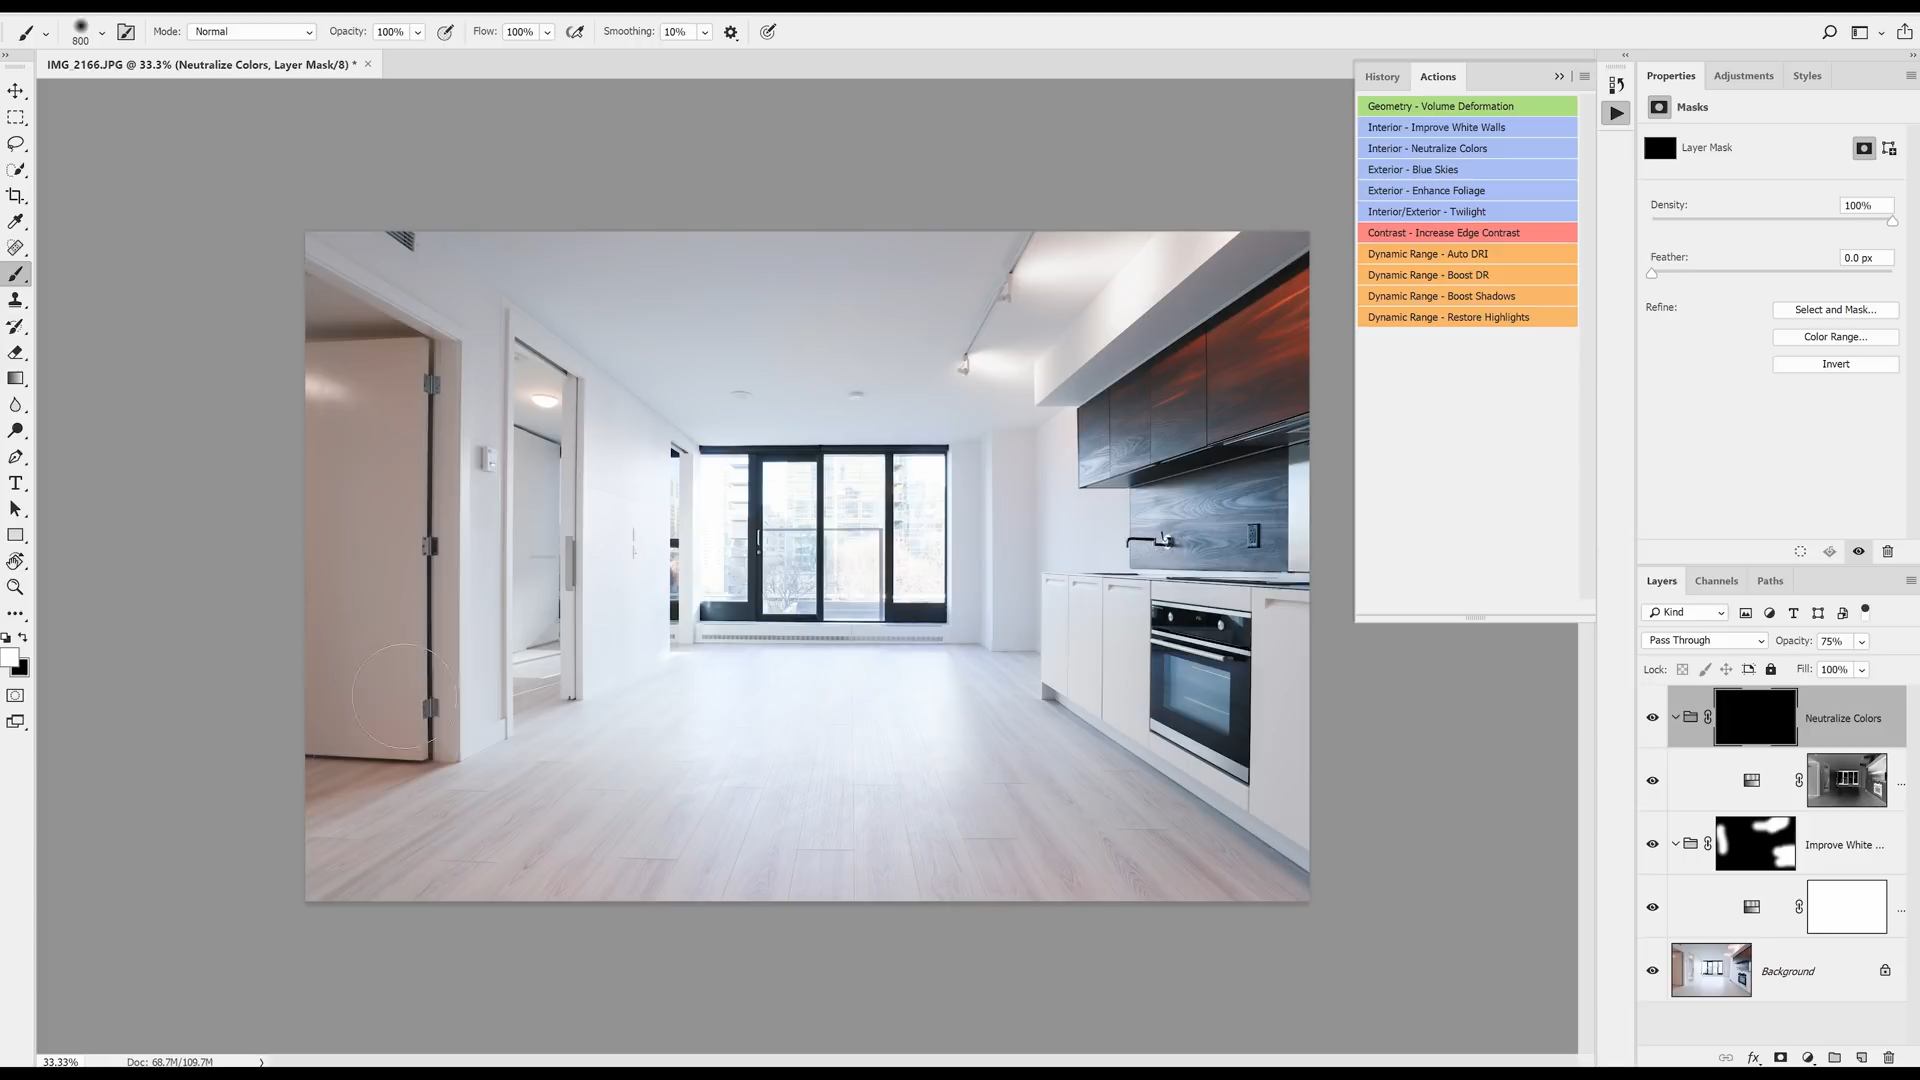 800
Mode:
Normal
Opacity:
100%
Flow:
100%
Smoothing:
10%
IMG_2166.JPG @ 33.3% (Neutralize Colors, Layer Mask/8) *
History
Actions
Geometry - Volume Deformation
Interior - Improve White Walls
Interior - Neutralize Colors
Exterior - Blue Skies
Exterior - Enhance Foliage
Interior/Exterior - Twilight
Contrast - Increase Edge Contrast
Dynamic Range - Auto DRI
Dynamic Range - Boost DR
Dynamic Range - Boost Shadows
Dynamic Range - Restore Highlights
Properties
Adjustments
Styles
Masks
Layer Mask
Density:
100%
Feather:
0.0 px
Refine:
Select and Mask...
Color Range...
Invert
Layers
Channels
Paths
Kind
Pass Through
Opacity:
75%
Lock:
Fill:
100%
Neutralize Colors
...
Improve White ...
...
Background
33.33%
Doc: 68.7M/109.7M